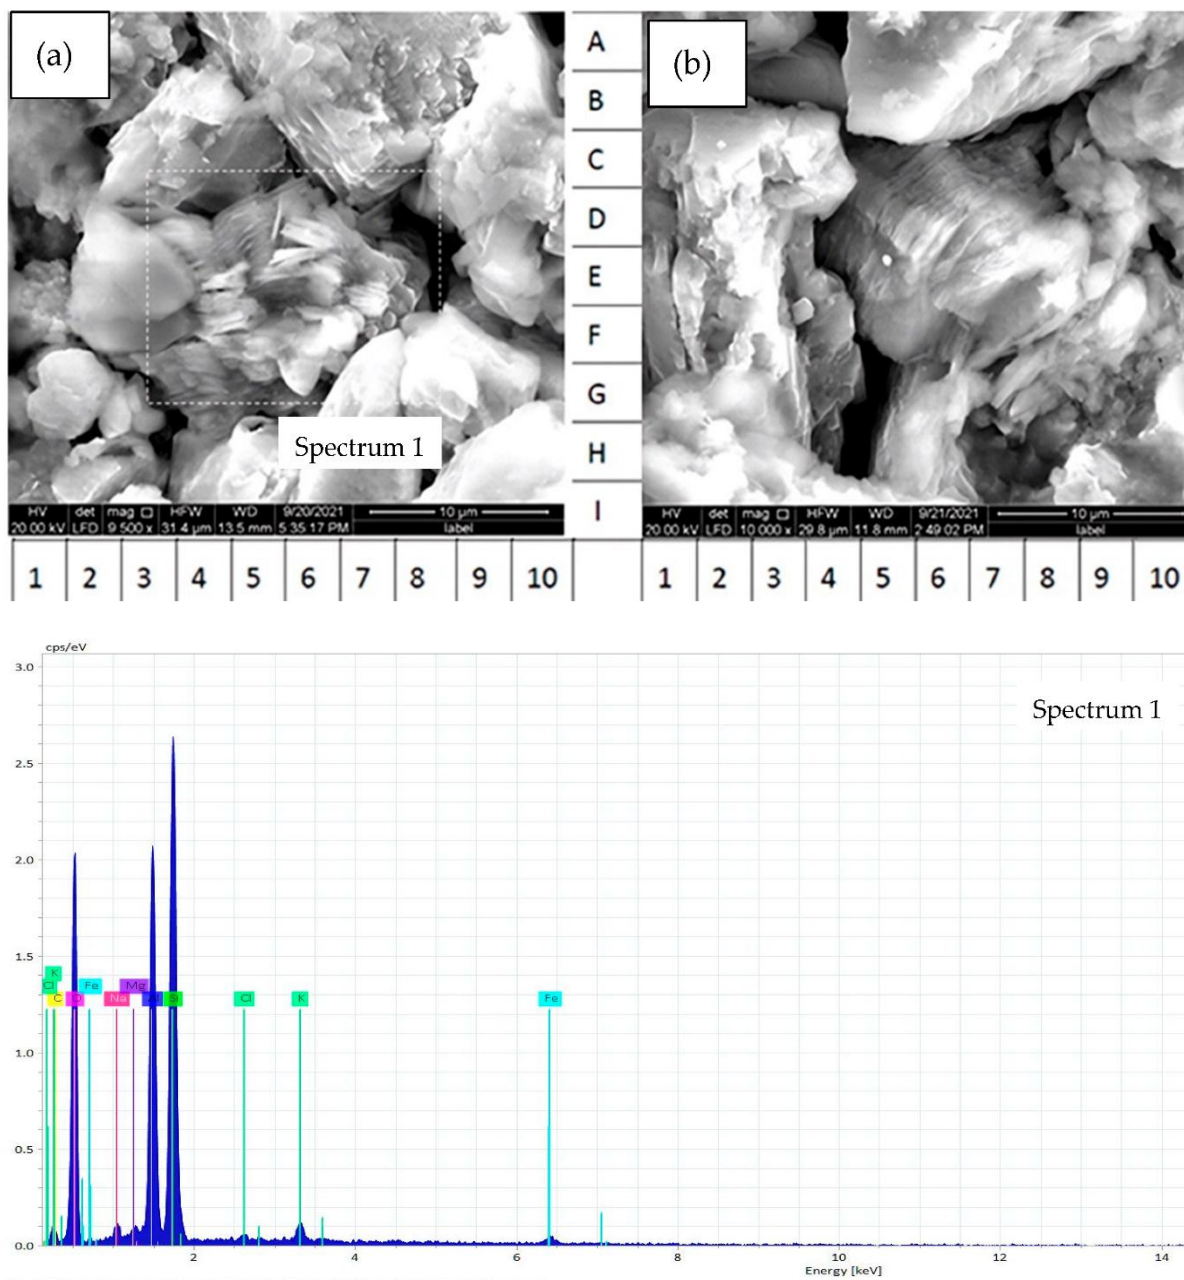 (a)
Spectrum 1
HV det mag HFW WD 9/20/2021 10 µm
20.00 kV LFD 9 500 x 31.4 µm 13.5 mm 5:35:17 PM label
A
B
C
D
E
F
G
H
I
(b)
HV det mag HFW WD 9/21/2021 10 µm
20.00 kV LFD 10 000 x 29.8 µm 11.8 mm 2:49:02 PM label
1 2 3 4 5 6 7 8 9 10
1 2 3 4 5 6 7 8 9 10
cps/eV
Spectrum 1
3.0
2.5
2.0
1.5
1.0
0.5
0.0
K
Cl Fe Mg
C O Na Al Si Cl K Fe
2 4 6 8 10 12 14
Energy [keV]